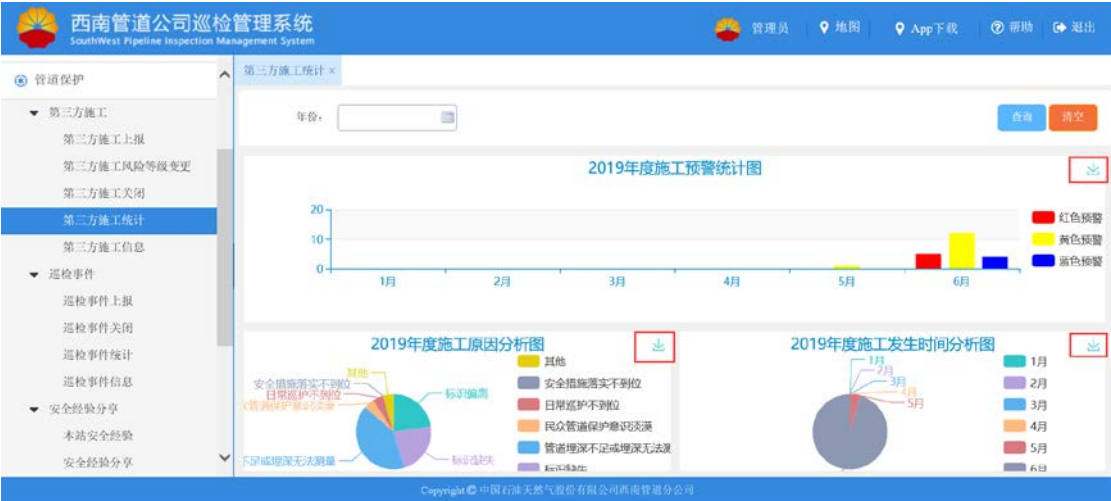 西南管道公司巡检管理系统
SouthWest Pipeline Inspection Management System
管理员 地图 App下载 帮助 退出
管道保护
第三方施工
第三方施工上报
第三方施工风险等级变更
第三方施工关闭
第三方施工统计
第三方施工信息
巡检事件
巡检事件上报
巡检事件关闭
巡检事件统计
巡检事件信息
安全经验分享
本站安全经验
安全经验分享
第三方施工统计 ×
年份:
查询 清空
2019年度施工预警统计图
20
10
0
1月 2月 3月 4月 5月 6月
红色预警
黄色预警
蓝色预警
2019年度施工原因分析图
其他
安全措施落实不到位
日常巡护不到位
不足或埋深无法测量
标识偏离
标识缺失
其他
安全措施落实不到位
日常巡护不到位
民众管道保护意识淡漠
管道埋深不足或埋深无法测
标识缺失
2019年度施工发生时间分析图
1月
2月
3月
4月
5月
1月
2月
3月
4月
5月
6月
Copyright © 中国石油天然气股份有限公司西南管道分公司